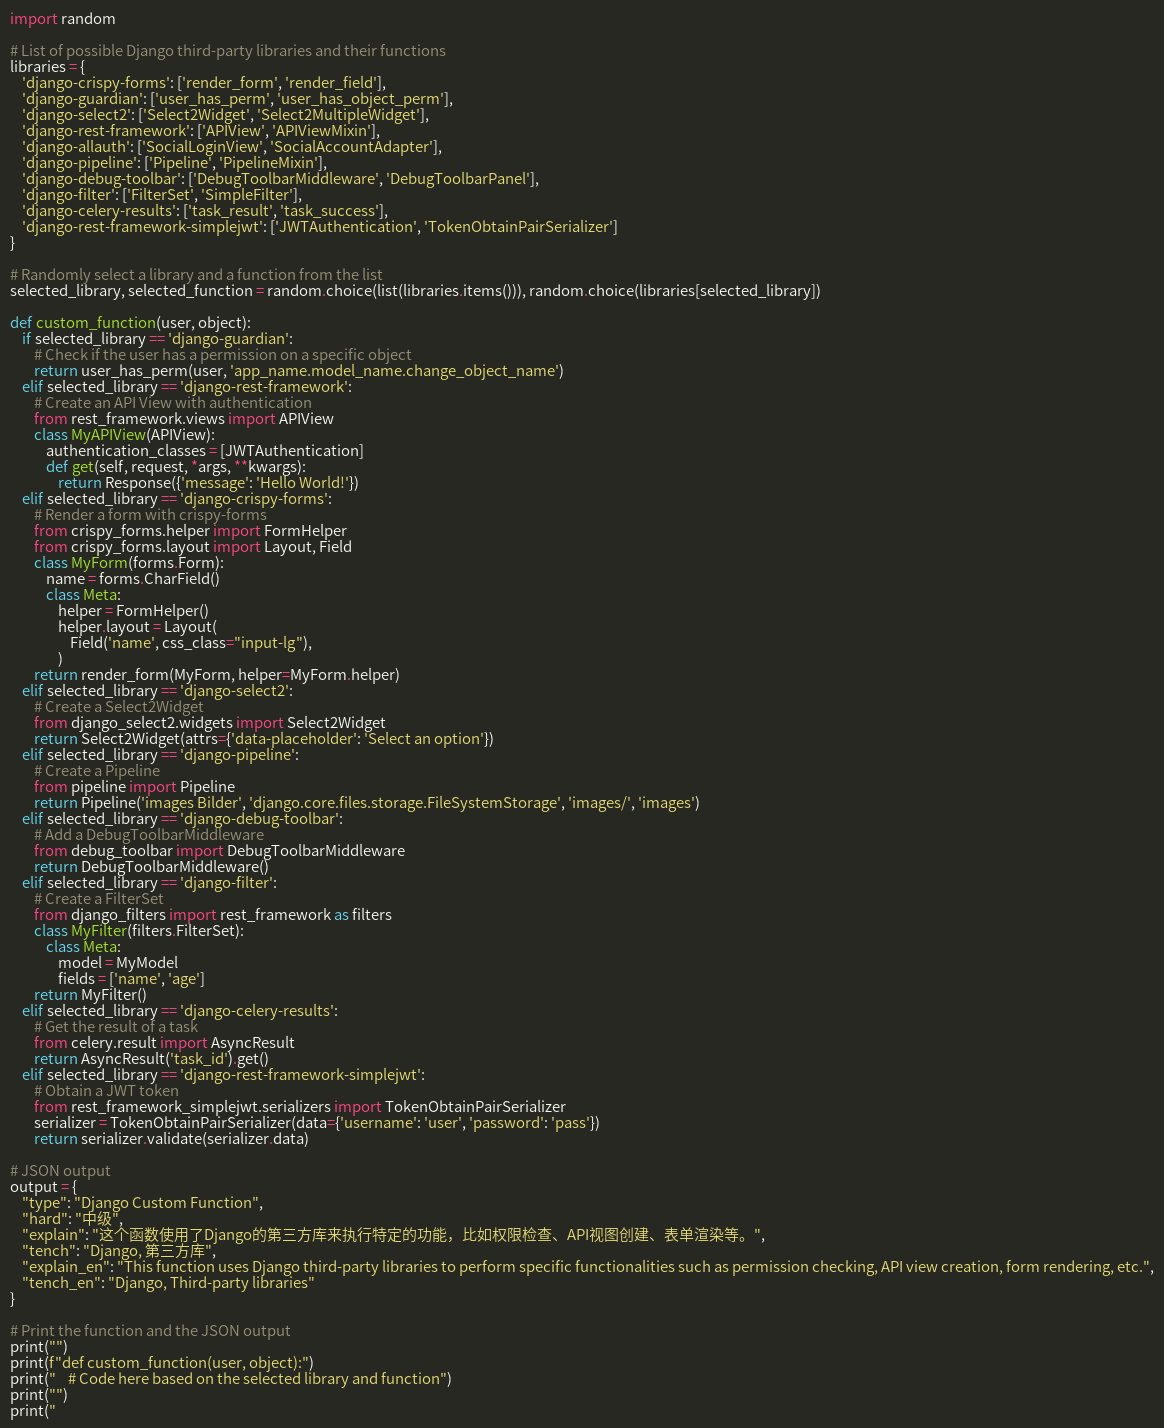 import random

# List of possible Django third-party libraries and their functions
libraries = {
    'django-crispy-forms': ['render_form', 'render_field'],
    'django-guardian': ['user_has_perm', 'user_has_object_perm'],
    'django-select2': ['Select2Widget', 'Select2MultipleWidget'],
    'django-rest-framework': ['APIView', 'APIViewMixin'],
    'django-allauth': ['SocialLoginView', 'SocialAccountAdapter'],
    'django-pipeline': ['Pipeline', 'PipelineMixin'],
    'django-debug-toolbar': ['DebugToolbarMiddleware', 'DebugToolbarPanel'],
    'django-filter': ['FilterSet', 'SimpleFilter'],
    'django-celery-results': ['task_result', 'task_success'],
    'django-rest-framework-simplejwt': ['JWTAuthentication', 'TokenObtainPairSerializer']
}

# Randomly select a library and a function from the list
selected_library, selected_function = random.choice(list(libraries.items())), random.choice(libraries[selected_library])

def custom_function(user, object):
    if selected_library == 'django-guardian':
        # Check if the user has a permission on a specific object
        return user_has_perm(user, 'app_name.model_name.change_object_name')
    elif selected_library == 'django-rest-framework':
        # Create an API View with authentication
        from rest_framework.views import APIView
        class MyAPIView(APIView):
            authentication_classes = [JWTAuthentication]
            def get(self, request, *args, **kwargs):
                return Response({'message': 'Hello World!'})
    elif selected_library == 'django-crispy-forms':
        # Render a form with crispy-forms
        from crispy_forms.helper import FormHelper
        from crispy_forms.layout import Layout, Field
        class MyForm(forms.Form):
            name = forms.CharField()
            class Meta:
                helper = FormHelper()
                helper.layout = Layout(
                    Field('name', css_class="input-lg"),
                )
        return render_form(MyForm, helper=MyForm.helper)
    elif selected_library == 'django-select2':
        # Create a Select2Widget
        from django_select2.widgets import Select2Widget
        return Select2Widget(attrs={'data-placeholder': 'Select an option'})
    elif selected_library == 'django-pipeline':
        # Create a Pipeline
        from pipeline import Pipeline
        return Pipeline('images Bilder', 'django.core.files.storage.FileSystemStorage', 'images/', 'images')
    elif selected_library == 'django-debug-toolbar':
        # Add a DebugToolbarMiddleware
        from debug_toolbar import DebugToolbarMiddleware
        return DebugToolbarMiddleware()
    elif selected_library == 'django-filter':
        # Create a FilterSet
        from django_filters import rest_framework as filters
        class MyFilter(filters.FilterSet):
            class Meta:
                model = MyModel
                fields = ['name', 'age']
        return MyFilter()
    elif selected_library == 'django-celery-results':
        # Get the result of a task
        from celery.result import AsyncResult
        return AsyncResult('task_id').get()
    elif selected_library == 'django-rest-framework-simplejwt':
        # Obtain a JWT token
        from rest_framework_simplejwt.serializers import TokenObtainPairSerializer
        serializer = TokenObtainPairSerializer(data={'username': 'user', 'password': 'pass'})
        return serializer.validate(serializer.data)

# JSON output
output = {
    "type": "Django Custom Function",
    "hard": "中级",
    "explain": "这个函数使用了Django的第三方库来执行特定的功能，比如权限检查、API视图创建、表单渲染等。",
    "tench": "Django, 第三方库",
    "explain_en": "This function uses Django third-party libraries to perform specific functionalities such as permission checking, API view creation, form rendering, etc.",
    "tench_en": "Django, Third-party libraries"
}

# Print the function and the JSON output
print("")
print(f"def custom_function(user, object):")
print("    # Code here based on the selected library and function")
print("")
print("